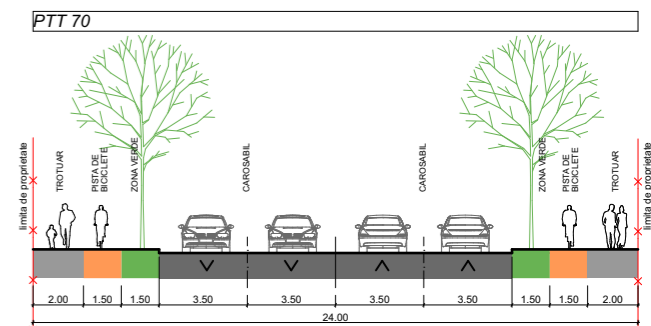 PTT 70
limita de proprietate
TROTUAR
PISTA DE
BICICLETE
ZONA VERDE
CAROSABIL
CAROSABIL
ZONA VERDE
PISTA DE
BICICLETE
TROTUAR
limita de proprietate
2.00 1.50 1.50 3.50 3.50 3.50 3.50 1.50 1.50 2.00
24.00